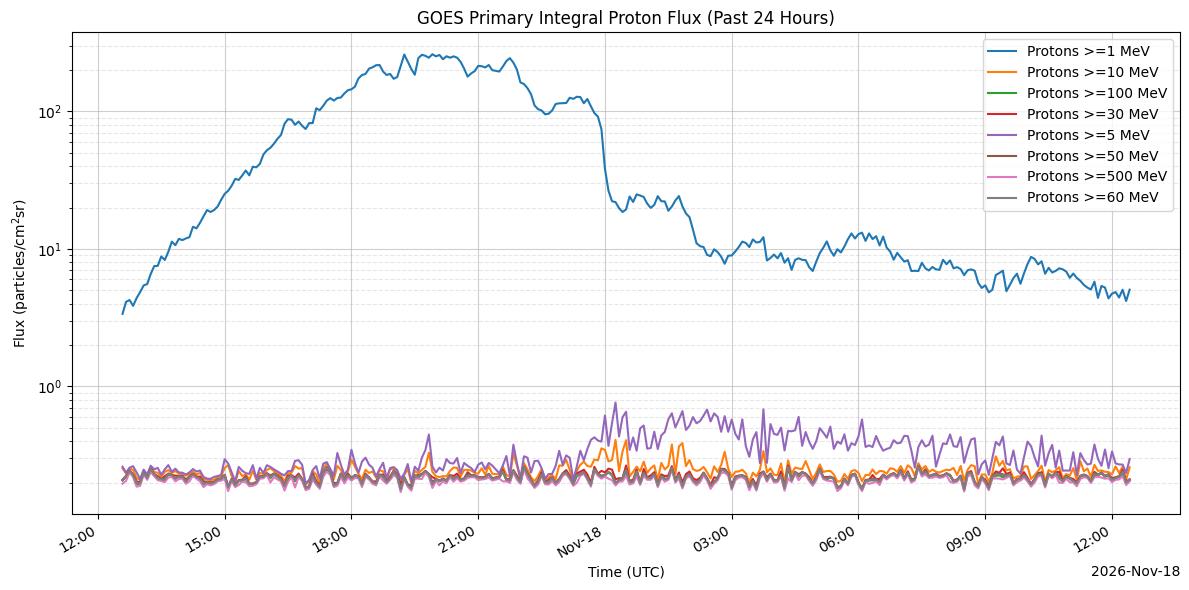 GOES Primary Integral Proton Flux (Past 24 Hours)
Flux (particles/cm²sr)
10²
10¹
10⁰
Protons >=1 MeV
Protons >=10 MeV
Protons >=100 MeV
Protons >=30 MeV
Protons >=5 MeV
Protons >=50 MeV
Protons >=500 MeV
Protons >=60 MeV
12:00
15:00
18:00
21:00
Nov-18
03:00
06:00
09:00
12:00
Time (UTC)
2026-Nov-18